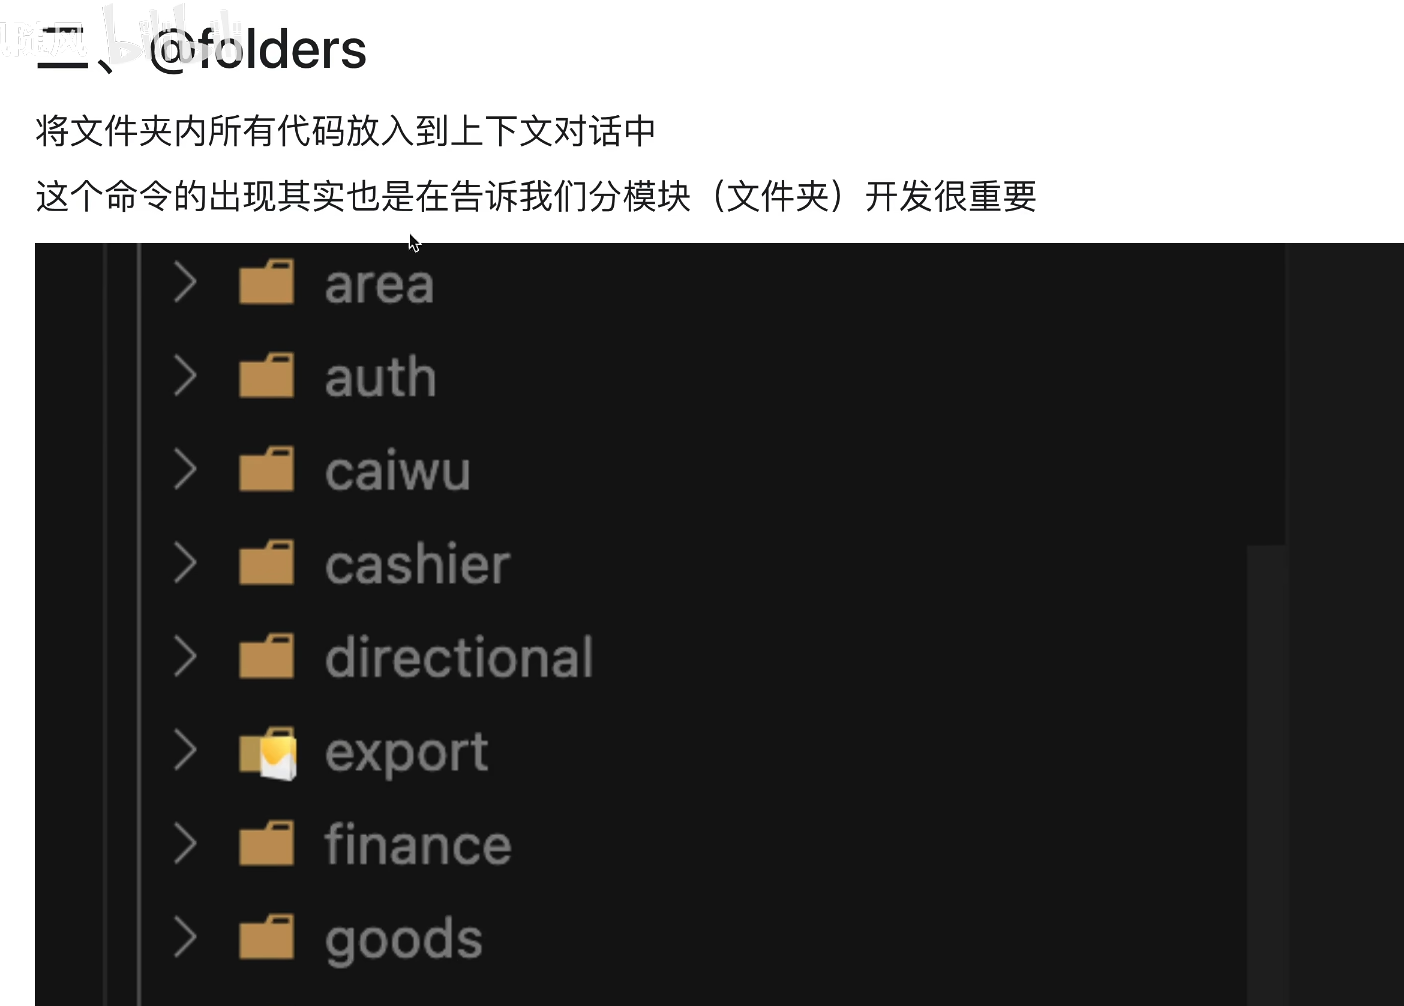 二、@folders
将文件夹内所有代码放入到上下文对话中
这个命令的出现其实也是在告诉我们分模块（文件夹）开发很重要
area
auth
caiwu
cashier
directional
export
finance
goods